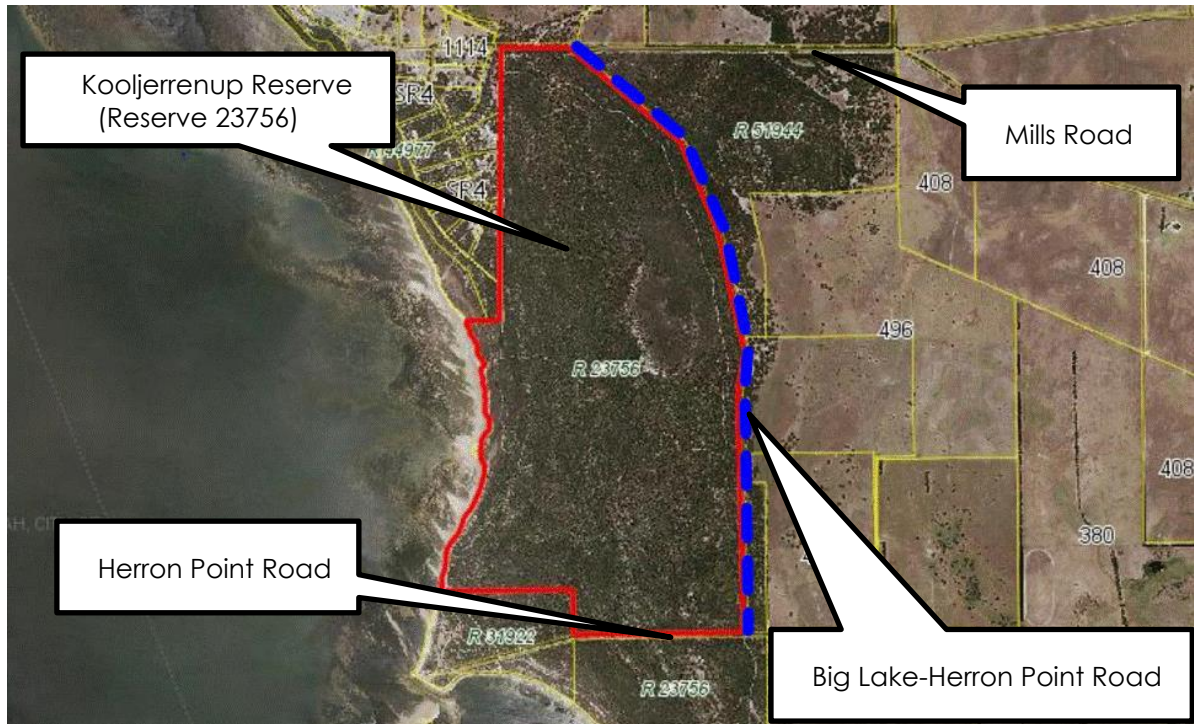 1114
Kooljerrenup Reserve
(Reserve 23756)
SR4
R 44977
SR4
R 51944
Mills Road
408
408
496
R 23756
408
380
Herron Point Road
R 31922
R 23756
Big Lake-Herron Point Road